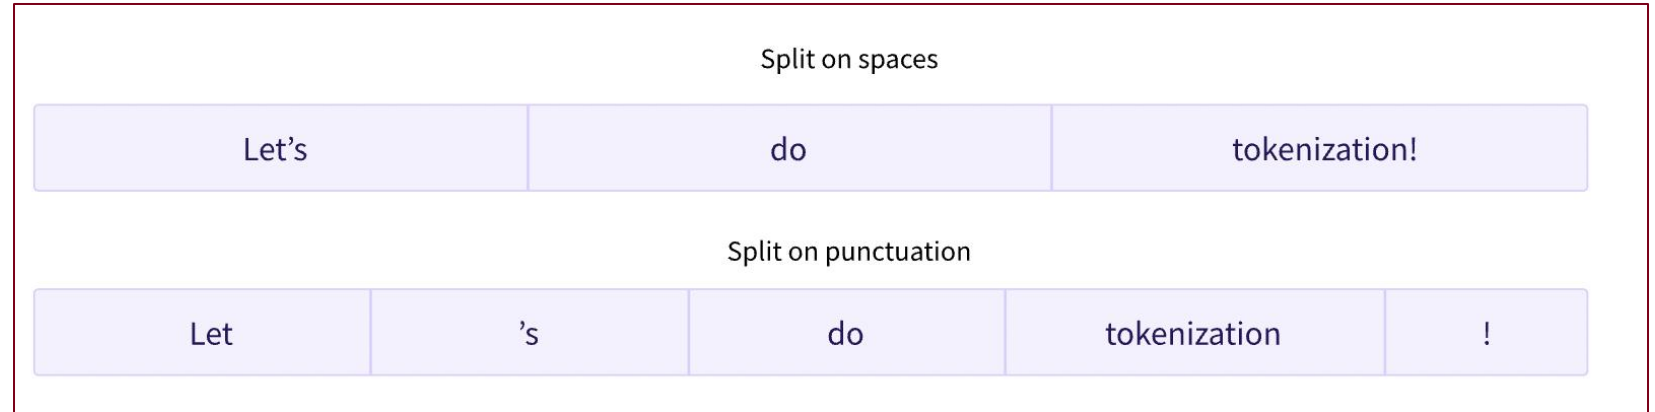 Split on spaces
Let’s do tokenization!
Split on punctuation
Let ’s do tokenization !